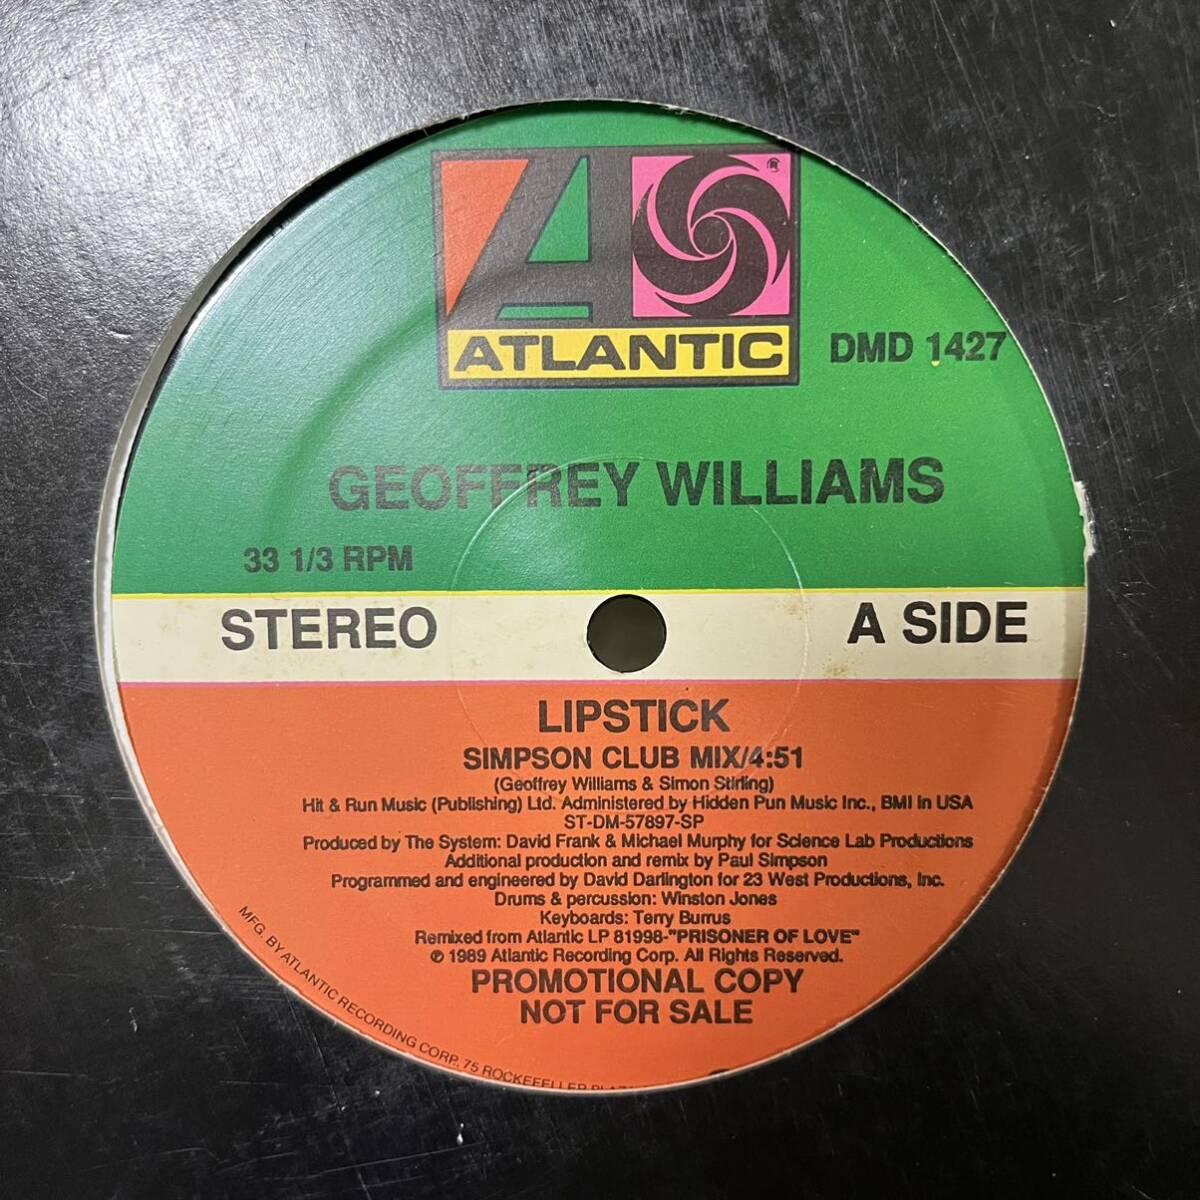 ATLANTIC
®
DMD 1427
GEOFFREY WILLIAMS
33 1/3 RPM
STEREO
A SIDE
LIPSTICK
SIMPSON CLUB MIX/4:51
(Geoffrey Williams & Simon Stirling)
Hit & Run Music (Publishing) Ltd. Administered by Hidden Pun Music Inc., BMI in USA
ST-DM-57897-SP
Produced by The System: David Frank & Michael Murphy for Science Lab Productions
Additional production and remix by Paul Simpson
Programmed and engineered by David Darlington for 23 West Productions, Inc.
Drums & percussion: Winston Jones
Keyboards: Terry Burrus
Remixed from Atlantic LP 81998-"PRISONER OF LOVE"
℗ 1989 Atlantic Recording Corp. All Rights Reserved.
PROMOTIONAL COPY
NOT FOR SALE
MFG. BY ATLANTIC RECORDING CORP., 75 ROCKEFELLER